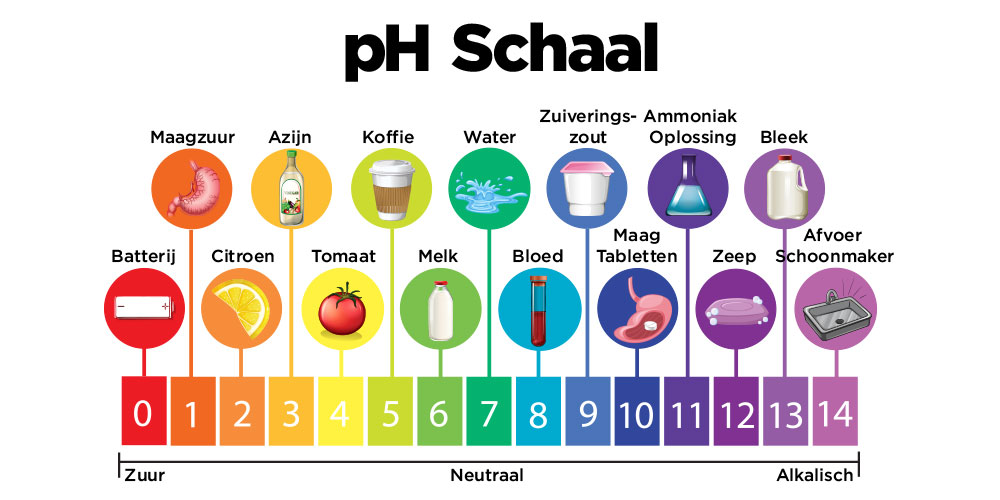 pH Schaal
Zuiverings- Ammoniak
Maagzuur Azijn Koffie Water zout Oplossing Bleek
Maag Afvoer
Batterij Citroen Tomaat Melk Bloed Tabletten Zeep Schoonmaker
VINEGAR
- +
0 1 2 3 4 5 6 7 8 9 10 11 12 13 14
Zuur Neutraal Alkalisch